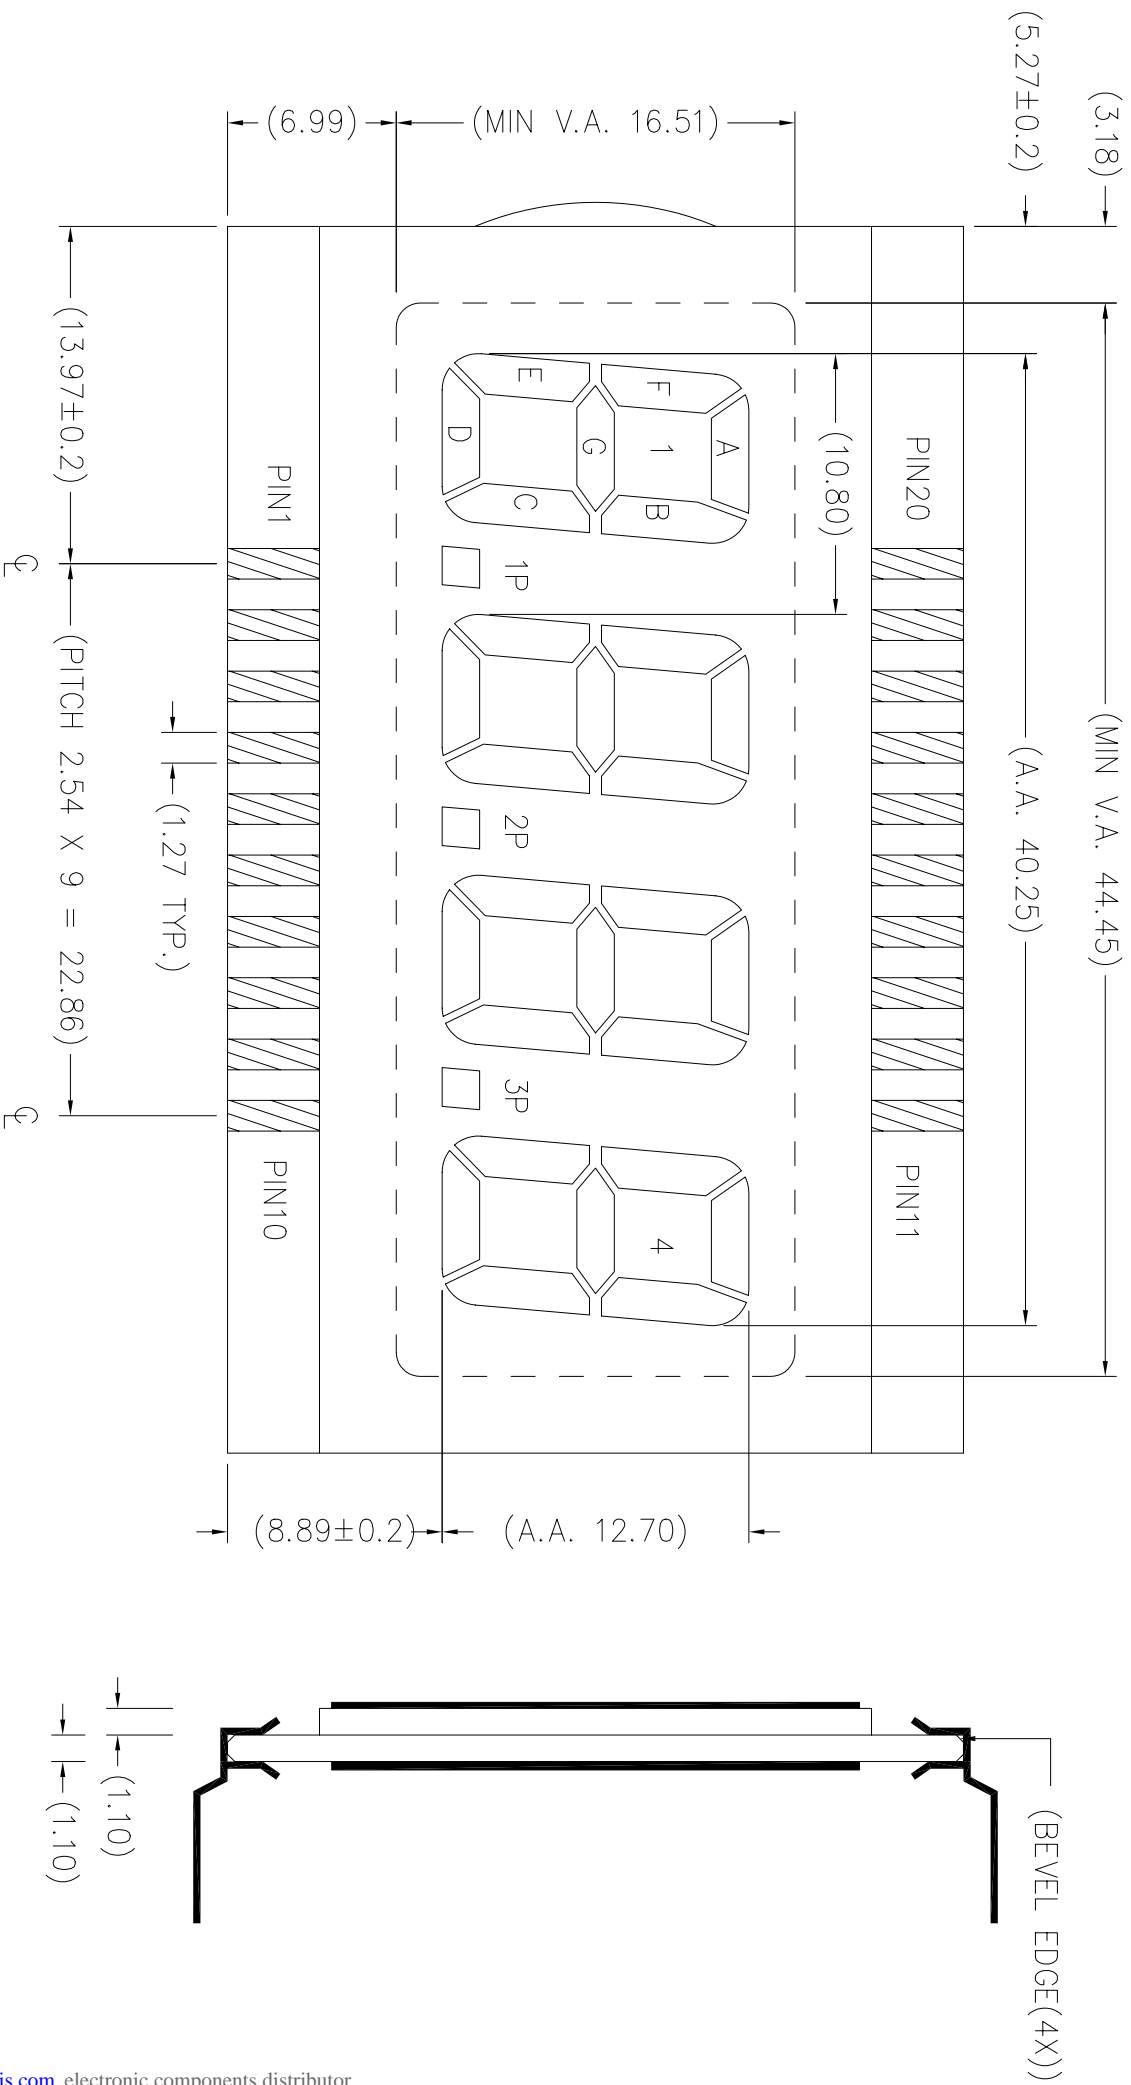 (5.27±0.2)
(3.18)
(6.99)
(MIN V.A. 16.51)
(13.97±0.2)
(MIN V.A. 44.45)
(A.A. 40.25)
(10.80)
PIN20
PIN11
PIN1
PIN10
A
F
1
B
G
E
C
D
1P
2P
3P
4
(PITCH 2.54 X 9 = 22.86)
(1.27 TYP.)
℄
℄
(8.89±0.2)
(A.A. 12.70)
(1.10)
(1.10)
(BEVEL EDGE(4X))
is.com electronic components distributor